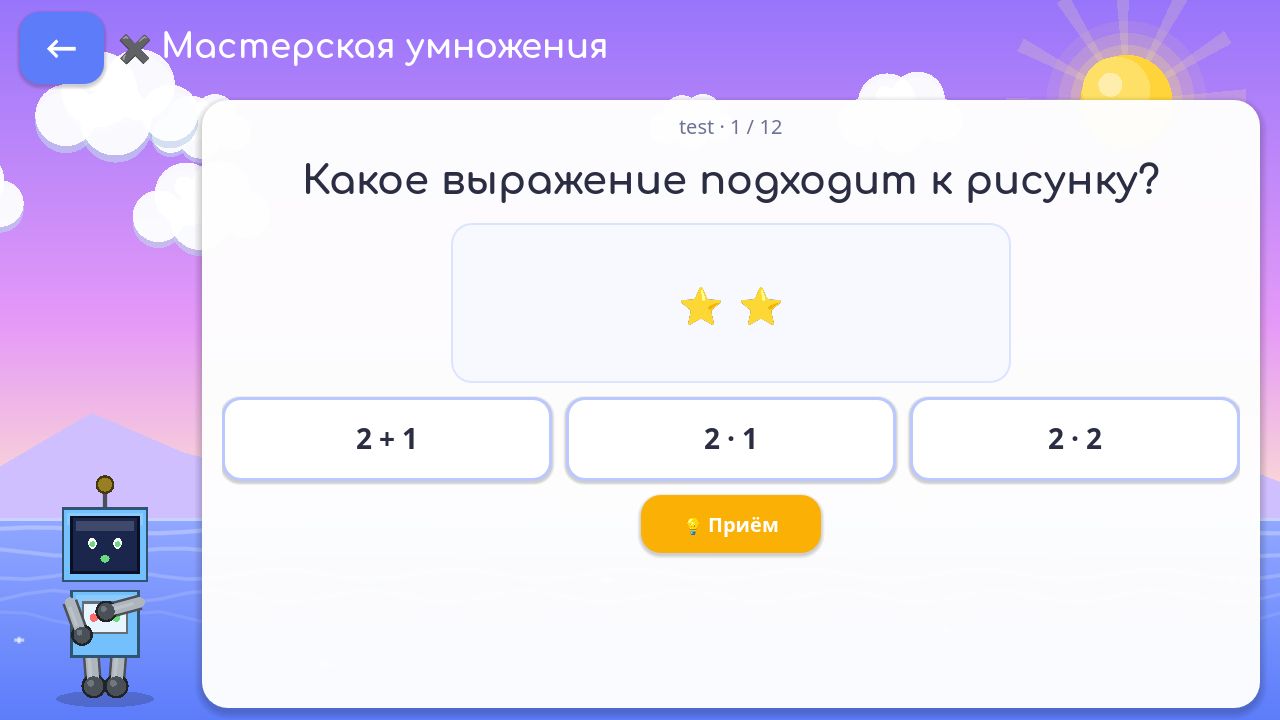 ←
✖ Мастерская умножения
test · 1 / 12
Какое выражение подходит к рисунку?
2 + 1
2 · 1
2 · 2
💡 Приём